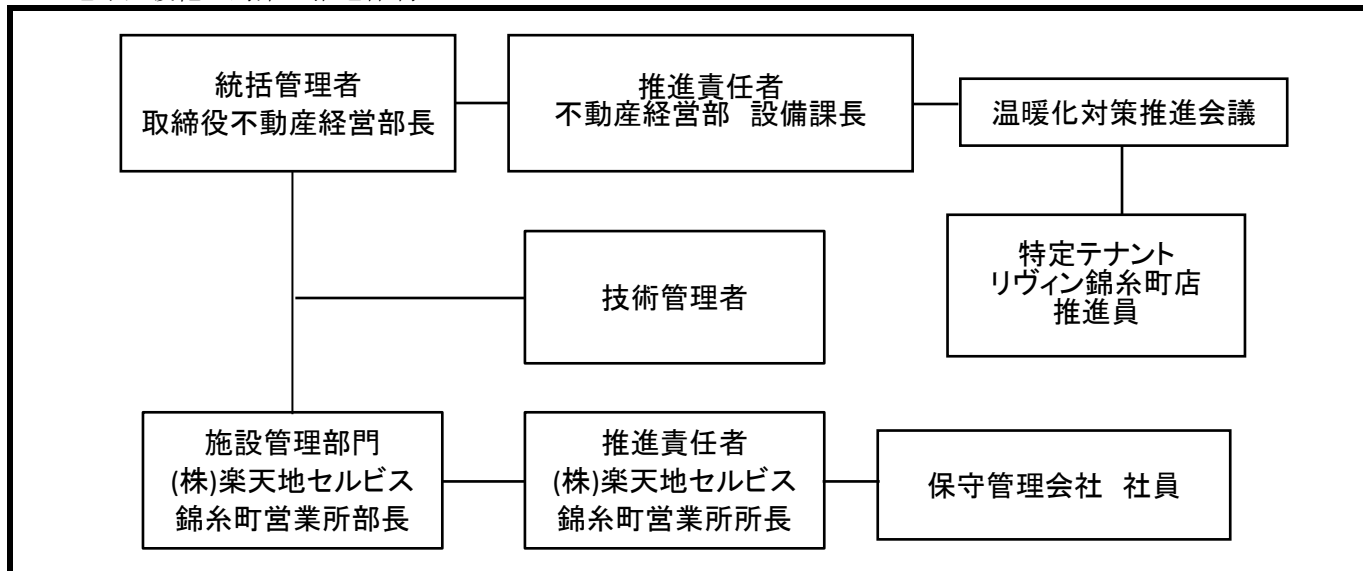 統括管理者
取締役不動産経営部長
推進責任者
不動産経営部 設備課長
温暖化対策推進会議
特定テナント
リヴィン錦糸町店
推進員
技術管理者
施設管理部門
(株)楽天地セルビス
錦糸町営業所部長
推進責任者
(株)楽天地セルビス
錦糸町営業所所長
保守管理会社 社員